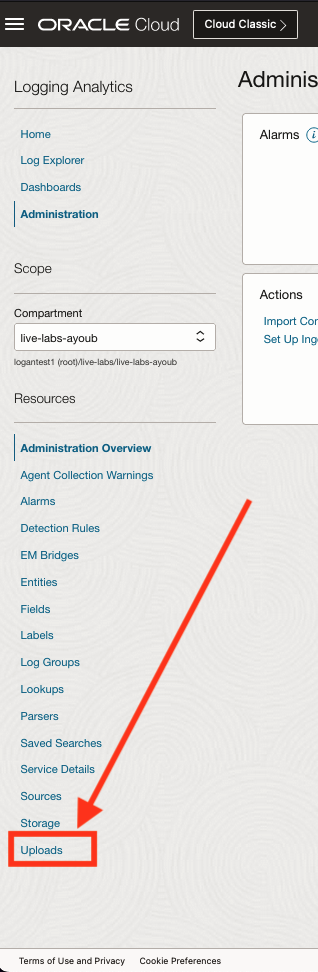 ORACLE Cloud
Cloud Classic >
Logging Analytics
Adminis
Home
Log Explorer
Dashboards
Administration
Alarms i
Scope
Compartment
live-labs-ayoub
logantest1 (root)/live-labs/live-labs-ayoub
Actions
Import Con
Set Up Ing
Resources
Administration Overview
Agent Collection Warnings
Alarms
Detection Rules
EM Bridges
Entities
Fields
Labels
Log Groups
Lookups
Parsers
Saved Searches
Service Details
Sources
Storage
Uploads
Terms of Use and Privacy Cookie Preferences